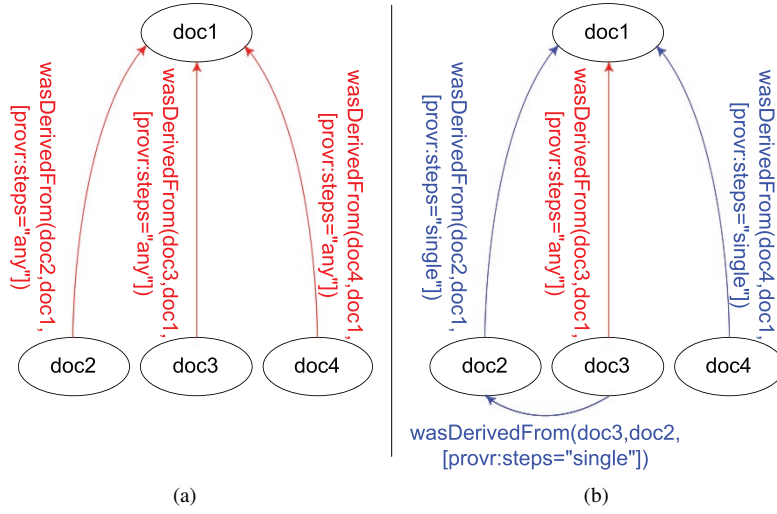 doc1
wasDerivedFrom(doc2,doc1,
[provr:steps="any"])
wasDerivedFrom(doc3,doc1,
[provr:steps="any"])
wasDerivedFrom(doc4,doc1,
[provr:steps="any"])
doc2
doc3
doc4
(a)
doc1
wasDerivedFrom(doc2,doc1,
[provr:steps="single"])
wasDerivedFrom(doc3,doc1,
[provr:steps="any"])
wasDerivedFrom(doc4,doc1,
[provr:steps="single"])
doc2
doc3
doc4
wasDerivedFrom(doc3,doc2,
[provr:steps="single"])
(b)